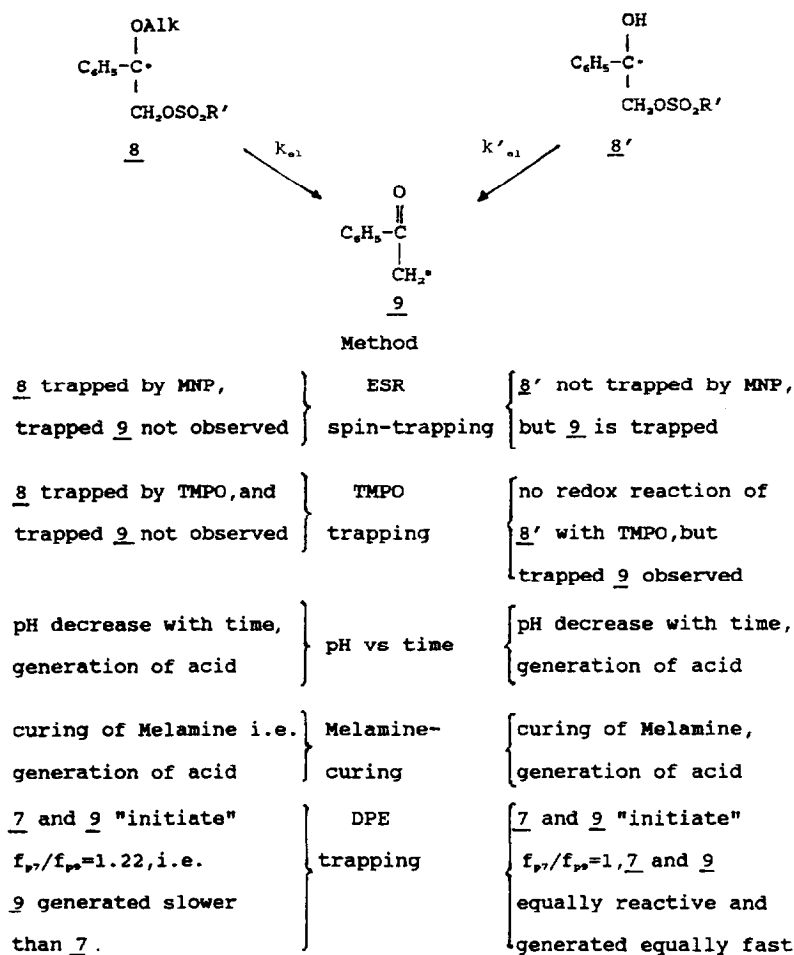 OAlk
C₆H₅-C•
CH₂OSO₂R'
8
OH
C₆H₅-C•
CH₂OSO₂R'
8'
kₑₗ
k'ₑₗ
O
C₆H₅-C
CH₂•
9
Method
8 trapped by MNP,
trapped 9 not observed
ESR
spin-trapping
8' not trapped by MNP,
but 9 is trapped
8 trapped by TMPO,and
trapped 9 not observed
TMPO
trapping
no redox reaction of
8' with TMPO,but
trapped 9 observed
pH decrease with time,
generation of acid
pH vs time
pH decrease with time,
generation of acid
curing of Melamine i.e.
generation of acid
Melamine-
curing
curing of Melamine,
generation of acid
7 and 9 "initiate"
fₚ₇/fₚ₉=1.22,i.e.
9 generated slower
than 7.
DPE
trapping
7 and 9 "initiate"
fₚ₇/fₚ₉=1,7 and 9
equally reactive and
generated equally fast